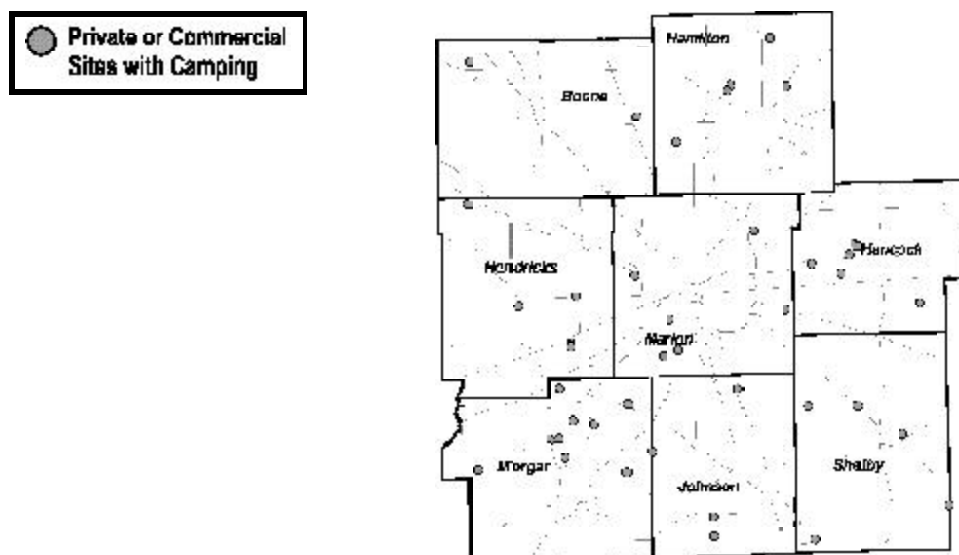 Private or Commercial
Sites with Camping
Hamilton
Boone
Hendricks
Hancock
Marion
Morgan
Johnson
Shelby